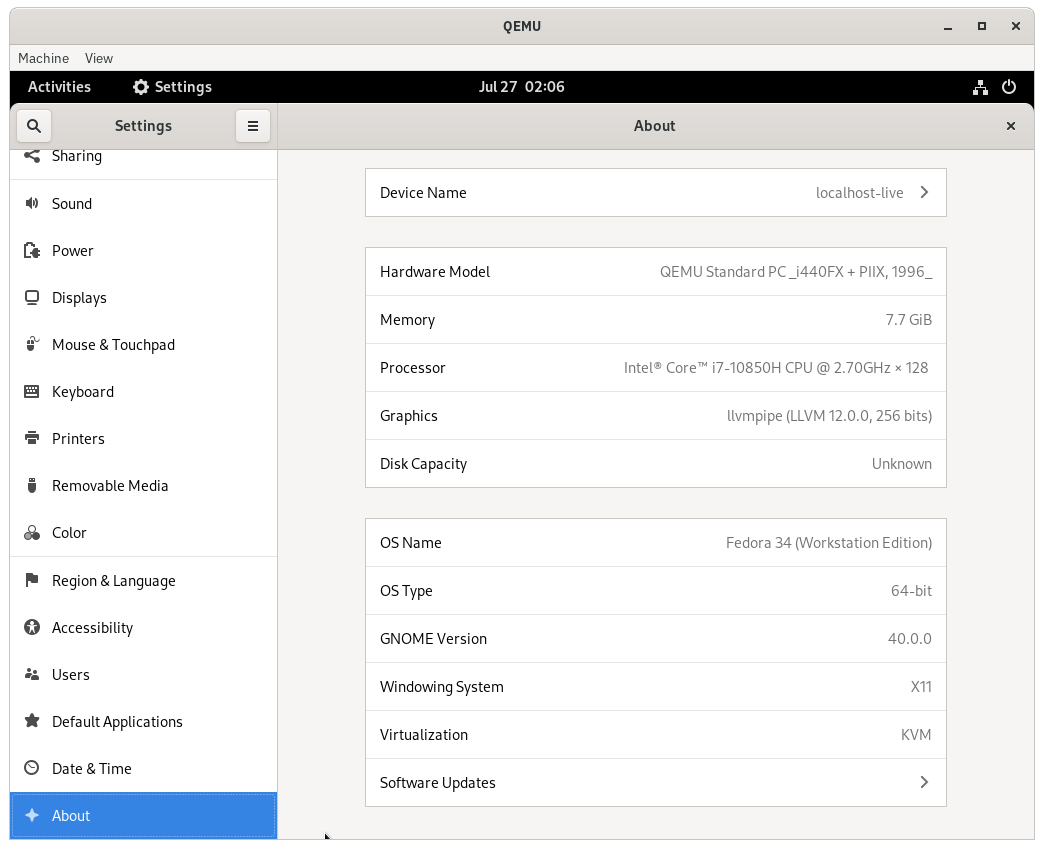 QEMU
Machine View
Activities Settings Jul 27 02:06
Settings About
Sharing
Sound
Power
Displays
Mouse & Touchpad
Keyboard
Printers
Removable Media
Color
Region & Language
Accessibility
Users
Default Applications
Date & Time
About
Device Name localhost-live
Hardware Model QEMU Standard PC _i440FX + PIIX, 1996_
Memory 7.7 GiB
Processor Intel® Core™ i7-10850H CPU @ 2.70GHz × 128
Graphics llvmpipe (LLVM 12.0.0, 256 bits)
Disk Capacity Unknown
OS Name Fedora 34 (Workstation Edition)
OS Type 64-bit
GNOME Version 40.0.0
Windowing System X11
Virtualization KVM
Software Updates